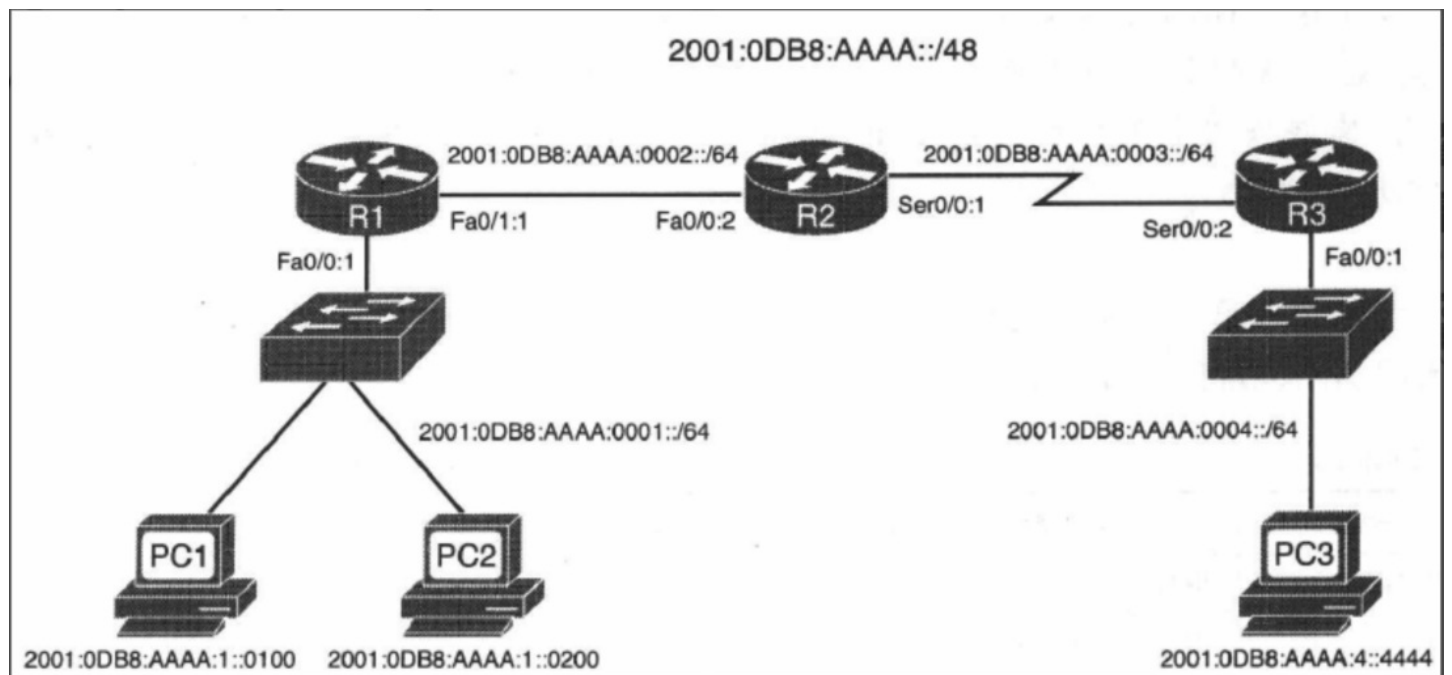 2001:0DB8:AAAA::/48
2001:0DB8:AAAA:0002::/64
2001:0DB8:AAAA:0003::/64
R1
Fa0/1:1
Fa0/0:2
R2
Ser0/0:1
Ser0/0:2
R3
Fa0/0:1
Fa0/0:1
2001:0DB8:AAAA:0001::/64
2001:0DB8:AAAA:0004::/64
PC1
PC2
PC3
2001:0DB8:AAAA:1::0100
2001:0DB8:AAAA:1::0200
2001:0DB8:AAAA:4::4444